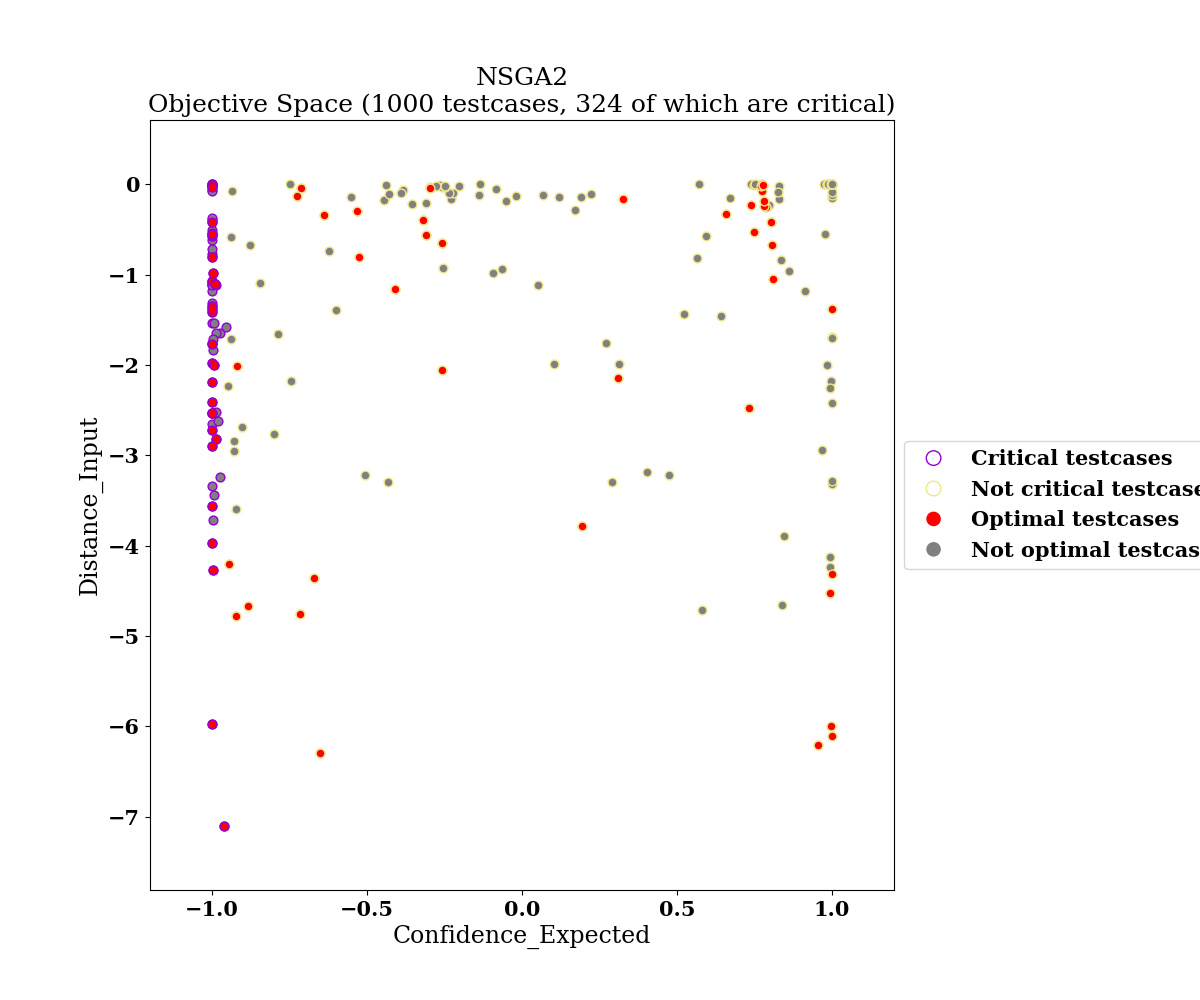 NSGA2
Objective Space (1000 testcases, 324 of which are critical)
0
−1
−2
−3
−4
−5
−6
−7
Distance_Input
−1.0 −0.5 0.0 0.5 1.0
Confidence_Expected
Critical testcases
Not critical testcase
Optimal testcases
Not optimal testcas